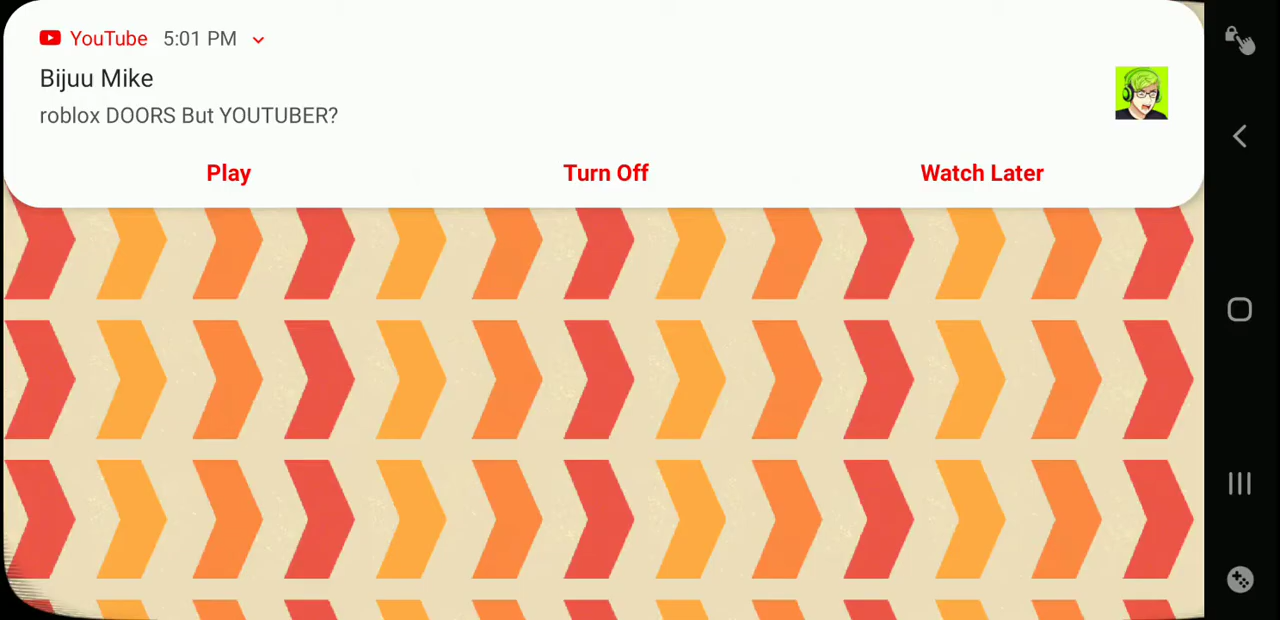 YouTube 5:01 PM
Bijuu Mike
roblox DOORS But YOUTUBER?
Play Turn Off Watch Later